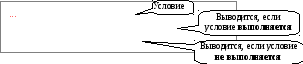 Условие
...
Выводится, если
условие выполняется
Выводится, если условие
не выполняется